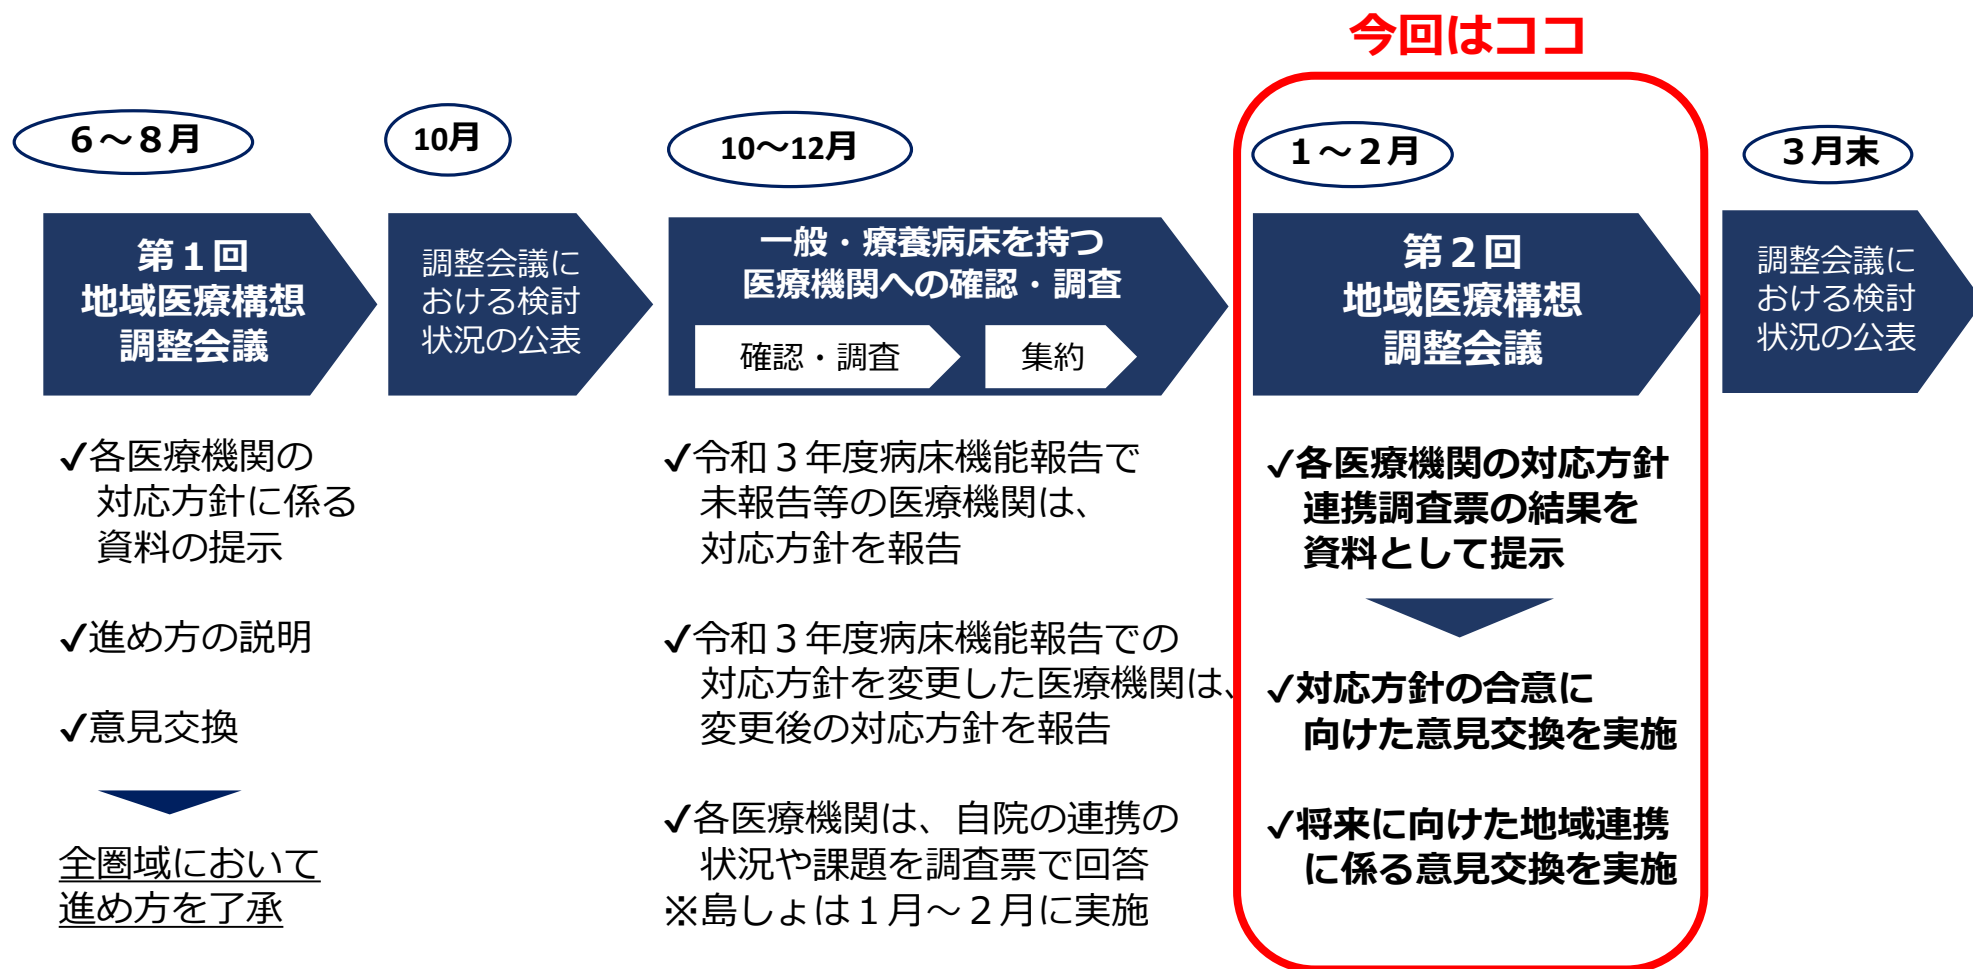 今回はココ
６～８月
第１回
地域医療構想
調整会議
✓各医療機関の
対応方針に係る
資料の提示
✓進め方の説明
✓意見交換
全圏域において
進め方を了承
10月
調整会議に
おける検討
状況の公表
10～12月
一般・療養病床を持つ
医療機関への確認・調査
確認・調査
集約
✓令和３年度病床機能報告で
未報告等の医療機関は、
対応方針を報告
✓令和３年度病床機能報告での
対応方針を変更した医療機関は、
変更後の対応方針を報告
✓各医療機関は、自院の連携の
状況や課題を調査票で回答
※島しょは１月～２月に実施
１～２月
第２回
地域医療構想
調整会議
✓各医療機関の対応方針
連携調査票の結果を
資料として提示
✓対応方針の合意に
向けた意見交換を実施
✓将来に向けた地域連携
に係る意見交換を実施
３月末
調整会議に
おける検討
状況の公表